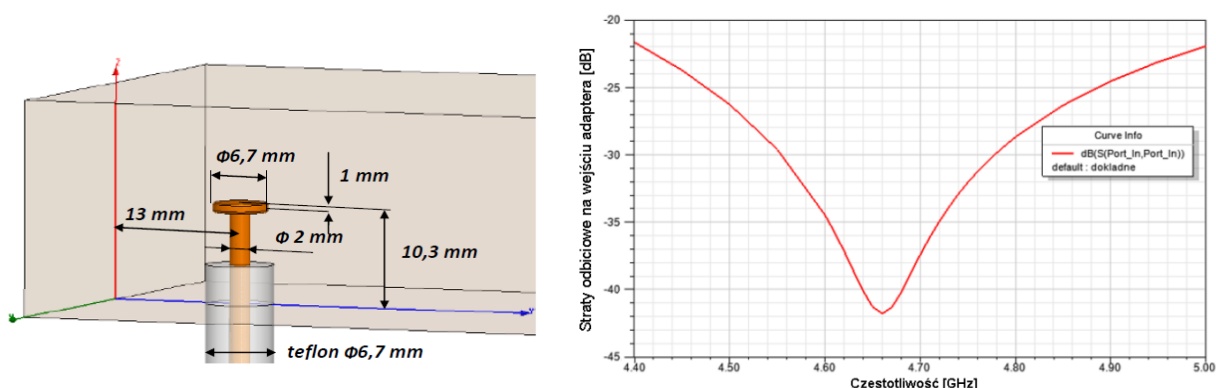 z
Φ6,7 mm
1 mm
13 mm
Φ 2 mm
10,3 mm
teflon Φ6,7 mm
Straty odbiciowe na wejściu adaptera [dB]
-20
-25
-30
-35
-40
-45
Curve Info
dB(S(Port_In,Port_In))
default : dokladne
4.40
4.50
4.60
4.70
4.80
4.90
5.00
Częstotliwość [GHz]